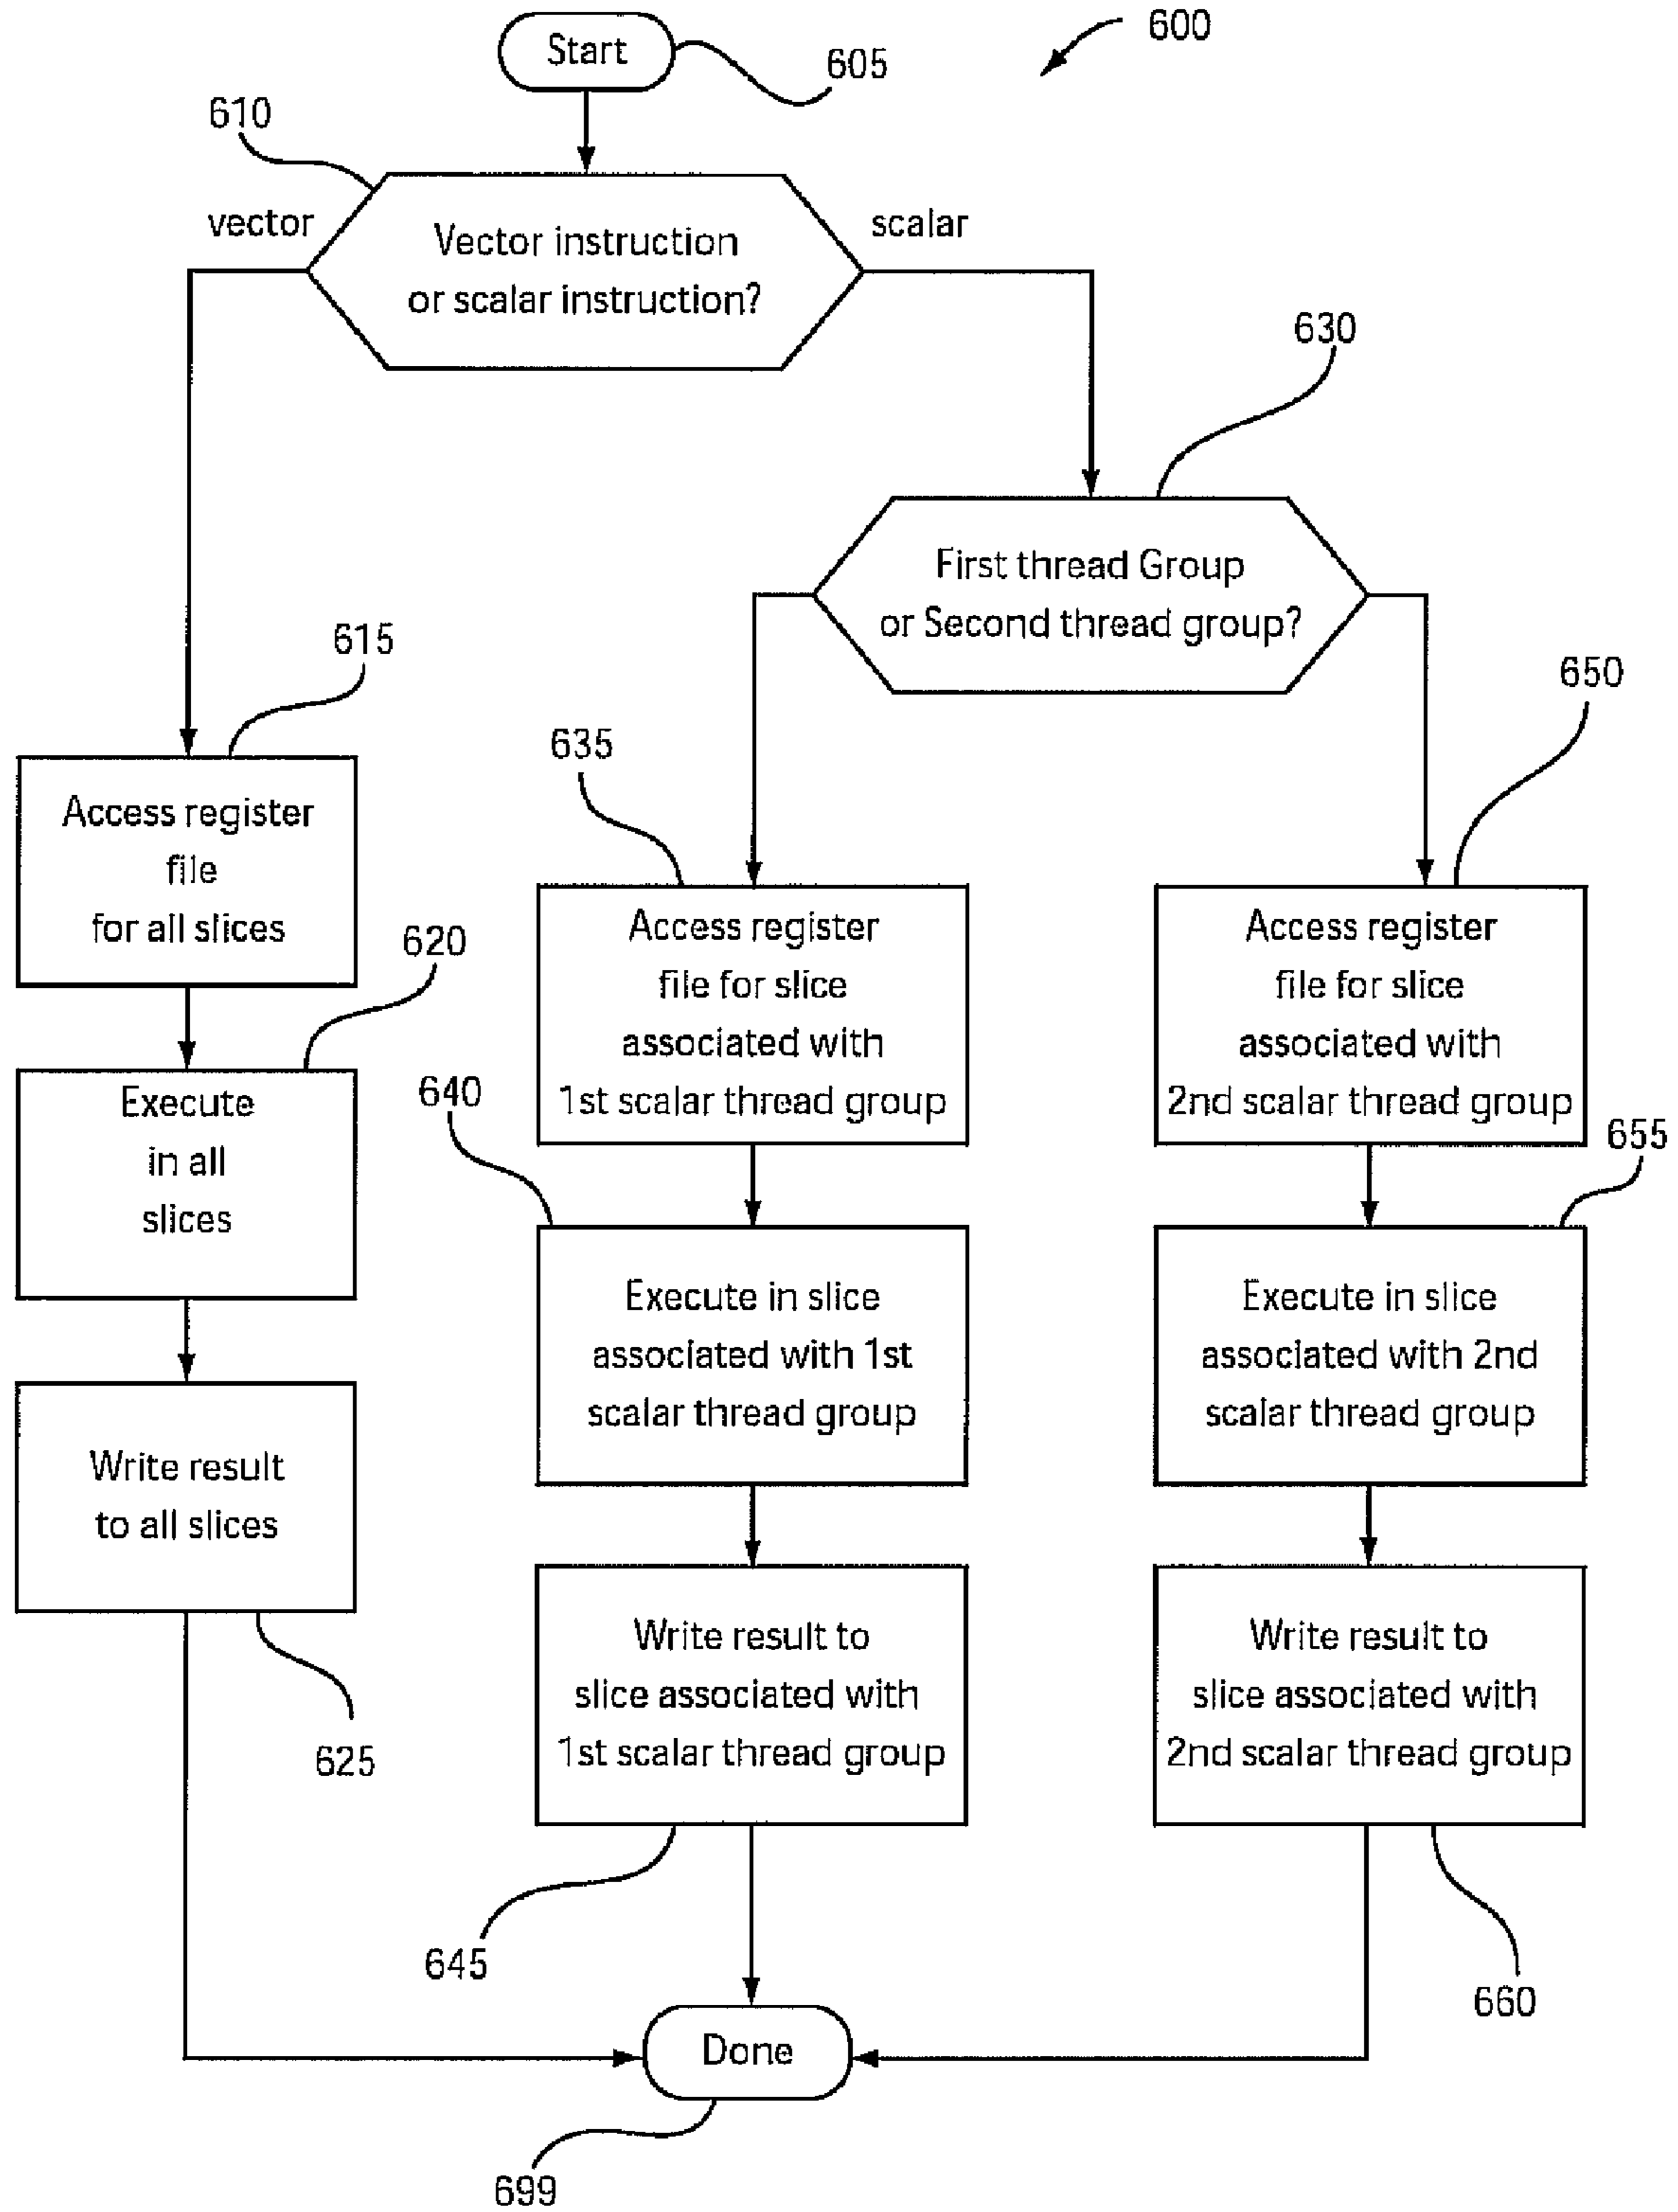 600
Start
605
610
vector
scalar
Vector instruction
or scalar instruction?
630
First thread Group
or Second thread group?
615
650
635
Access register
file
for all slices
620
Access register
file for slice
associated with
1st scalar thread group
Access register
file for slice
associated with
2nd scalar thread group
640
655
Execute
in all
slices
Execute in slice
associated with 1st
scalar thread group
Execute in slice
associated with 2nd
scalar thread group
Write result
to all slices
625
Write result to
slice associated with
1st scalar thread group
Write result to
slice associated with
2nd scalar thread group
645
660
Done
699